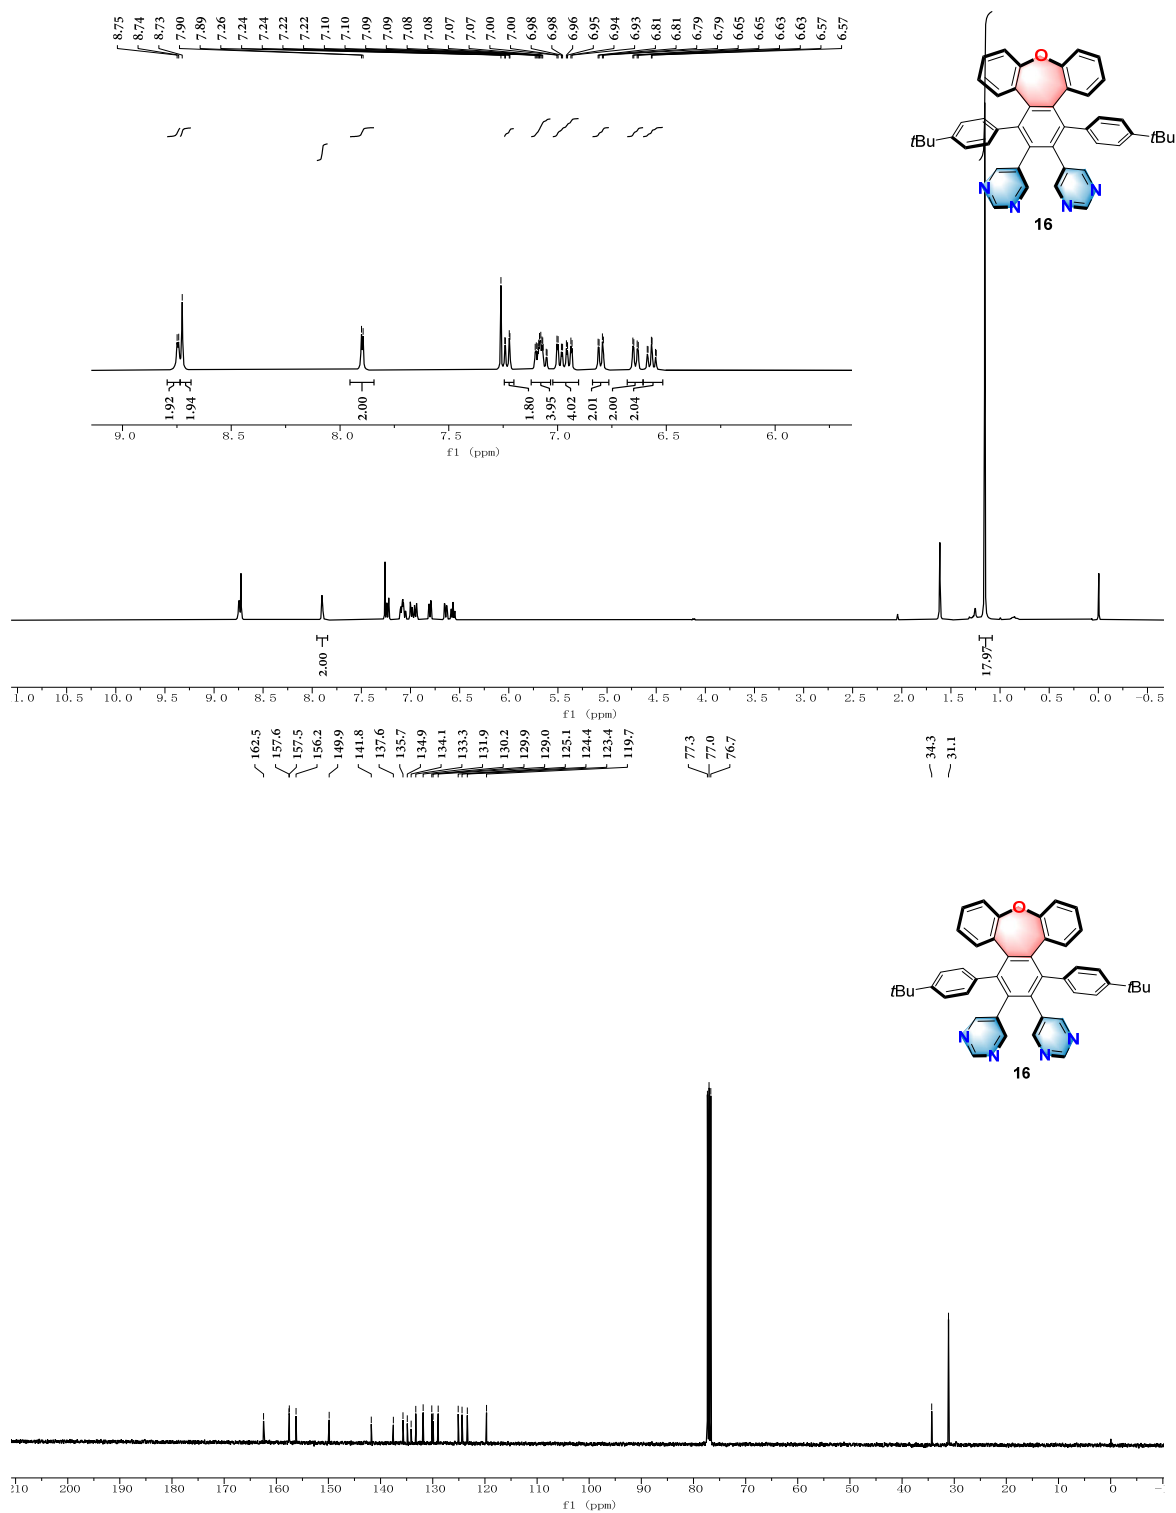 8.75 8.74 8.73 7.90 7.89 7.26 7.24 7.24 7.22 7.22 7.10 7.10 7.09 7.09 7.08 7.08 7.07 7.07 7.00 7.00 6.98 6.98 6.96 6.95 6.94 6.93 6.81 6.81 6.79 6.79 6.65 6.65 6.63 6.63 6.57 6.57
O
tBu tBu
N N
N N
16
1.92 1.94 2.00 1.80 3.95 4.02 2.01 2.00 2.04
9.0 8.5 8.0 7.5 7.0 6.5 6.0
f1 (ppm)
2.00 17.97
1.0 10.5 10.0 9.5 9.0 8.5 8.0 7.5 7.0 6.5 6.0 5.5 5.0 4.5 4.0 3.5 3.0 2.5 2.0 1.5 1.0 0.5 0.0 -0.5
f1 (ppm)
162.5 157.6 157.5 156.2 149.9 141.8 137.6 135.7 134.9 134.1 133.3 131.9 130.2 129.9 129.0 125.1 124.4 123.4 119.7 77.3 77.0 76.7 34.3 31.1
O
tBu tBu
N N
N N
16
210 200 190 180 170 160 150 140 130 120 110 100 90 80 70 60 50 40 30 20 10 0
f1 (ppm)